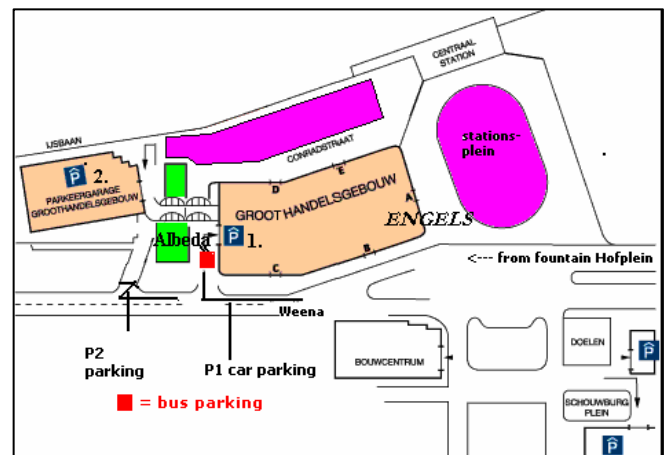 CENTRAAL
STATION
IJSBAAN
stations-
plein
CONRADSTRAAT
P 2.
PARKEERGARAGE
GROOTHANDELSGEBOUW
D
E
GROOTHANDELSGEBOUW
A
ENGELS
Albeda
P 1.
B
C
<--- from fountain Hofplein
Weena
P2
parking
P1 car parking
BOUWCENTRUM
DOELEN
P
= bus parking
SCHOUWBURG
PLEIN
P